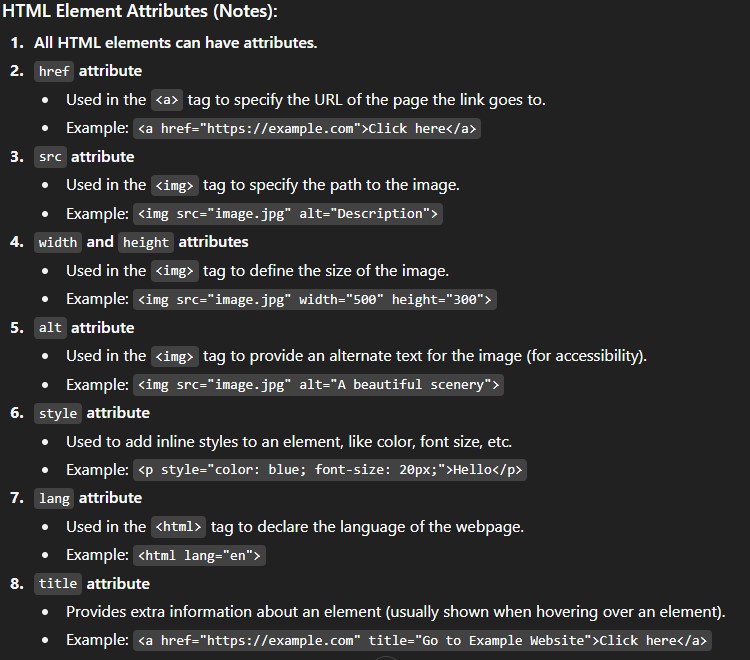 HTML Element Attributes (Notes):
1. All HTML elements can have attributes.
2. href attribute
• Used in the <a> tag to specify the URL of the page the link goes to.
• Example: <a href="https://example.com">Click here</a>
3. src attribute
• Used in the <img> tag to specify the path to the image.
• Example: <img src="image.jpg" alt="Description">
4. width and height attributes
• Used in the <img> tag to define the size of the image.
• Example: <img src="image.jpg" width="500" height="300">
5. alt attribute
• Used in the <img> tag to provide an alternate text for the image (for accessibility).
• Example: <img src="image.jpg" alt="A beautiful scenery">
6. style attribute
• Used to add inline styles to an element, like color, font size, etc.
• Example: <p style="color: blue; font-size: 20px;">Hello</p>
7. lang attribute
• Used in the <html> tag to declare the language of the webpage.
• Example: <html lang="en">
8. title attribute
• Provides extra information about an element (usually shown when hovering over an element).
• Example: <a href="https://example.com" title="Go to Example Website">Click here</a>